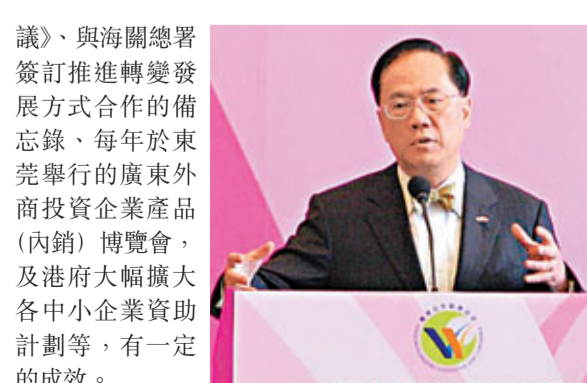 議》、與海關總署
簽訂推進轉變發
展方式合作的備
忘錄、每年於東
莞舉行的廣東外
商投資企業產品
(內銷) 博覽會，
及港府大幅擴大
各中小企業資助
計劃等，有一定
的成效。